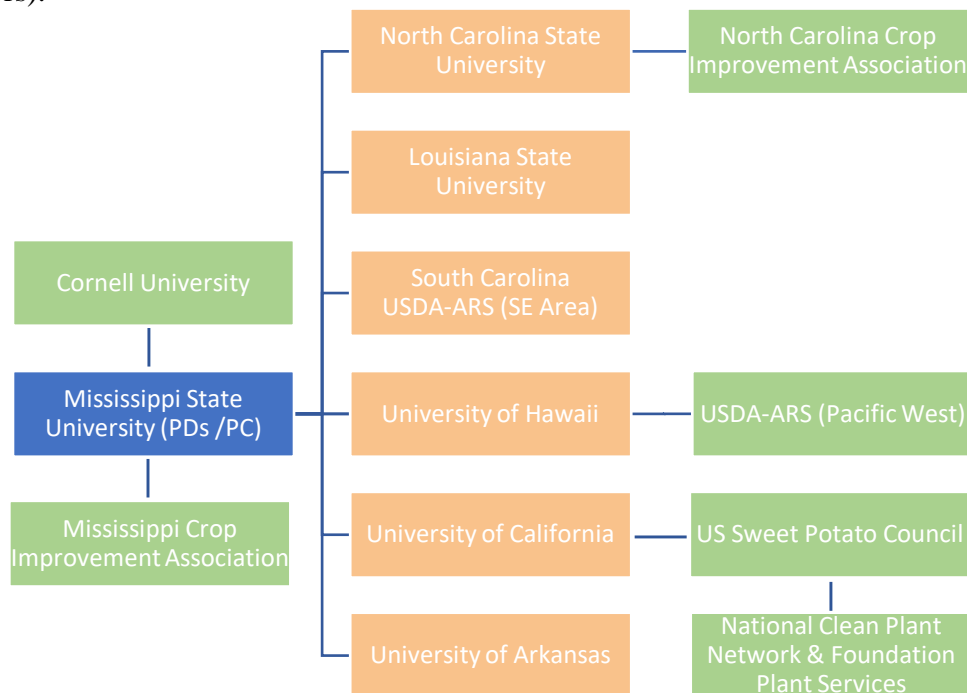 is).
North Carolina State
University
North Carolina Crop
Improvement Association
Louisiana State
University
Cornell University
South Carolina
USDA-ARS (SE Area)
Mississippi State
University (PDs /PC)
University of Hawaii
USDA-ARS (Pacific West)
Mississippi Crop
Improvement Association
University of California
US Sweet Potato Council
University of Arkansas
National Clean Plant
Network & Foundation
Plant Services